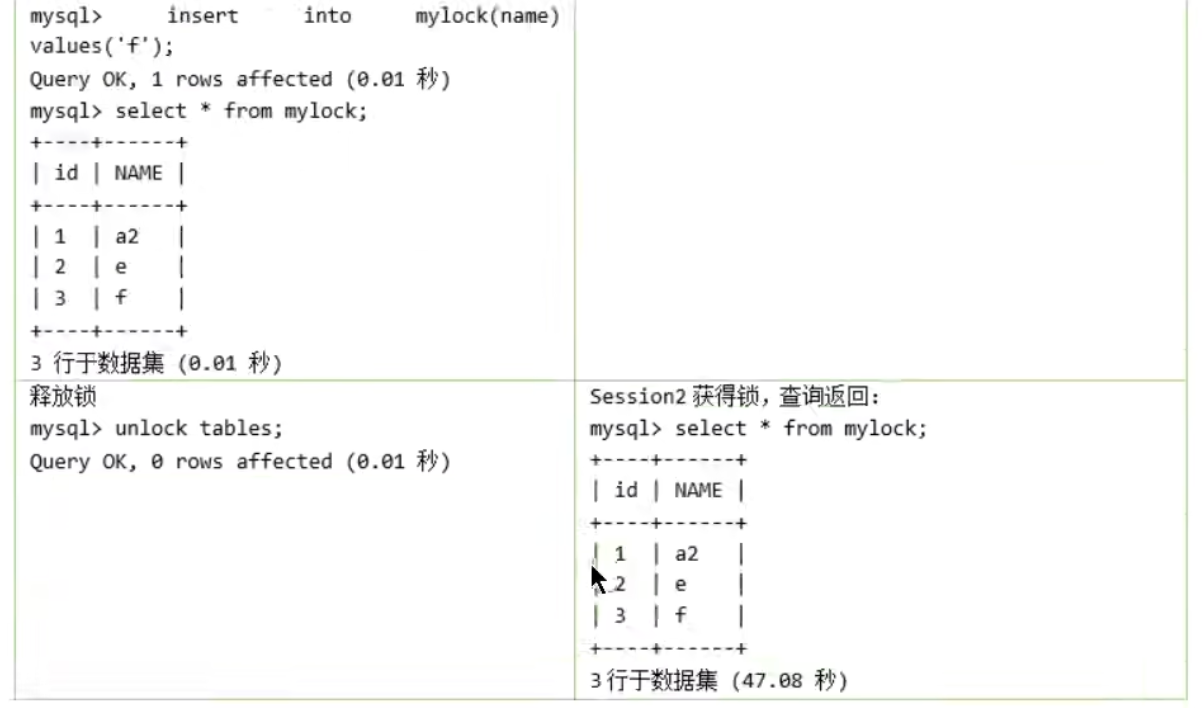 mysql> insert into mylock(name)
values('f');
Query OK, 1 rows affected (0.01 秒)
mysql> select * from mylock;
+----+------+
| id | NAME |
+----+------+
| 1 | a2 |
| 2 | e |
| 3 | f |
+----+------+
3 行于数据集 (0.01 秒)
释放锁
mysql> unlock tables;
Query OK, 0 rows affected (0.01 秒)
Session2 获得锁，查询返回：
mysql> select * from mylock;
+----+------+
| id | NAME |
+----+------+
| 1 | a2 |
| 2 | e |
| 3 | f |
+----+------+
3 行于数据集 (47.08 秒)